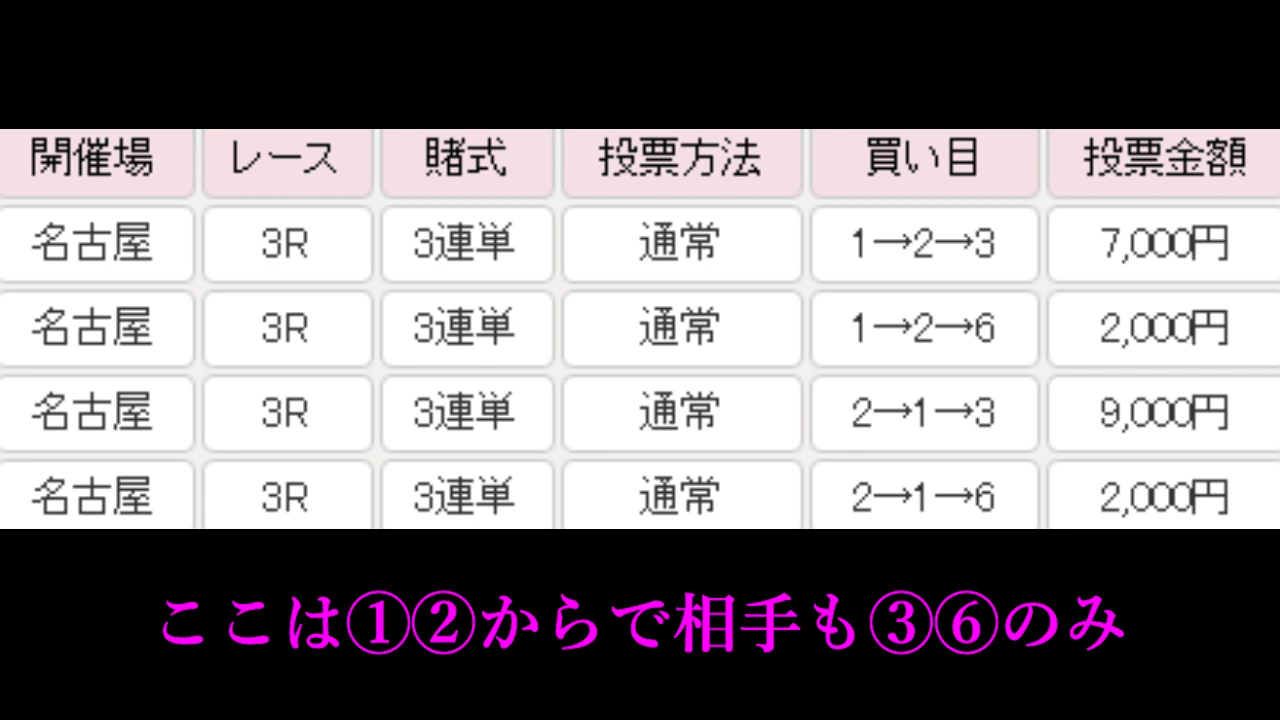 開催場 レース 賭式 投票方法 買い目 投票金額
名古屋 3R 3連単 通常 1→2→3 7,000円
名古屋 3R 3連単 通常 1→2→6 2,000円
名古屋 3R 3連単 通常 2→1→3 9,000円
名古屋 3R 3連単 通常 2→1→6 2,000円
ここは①②からで相手も③⑥のみ